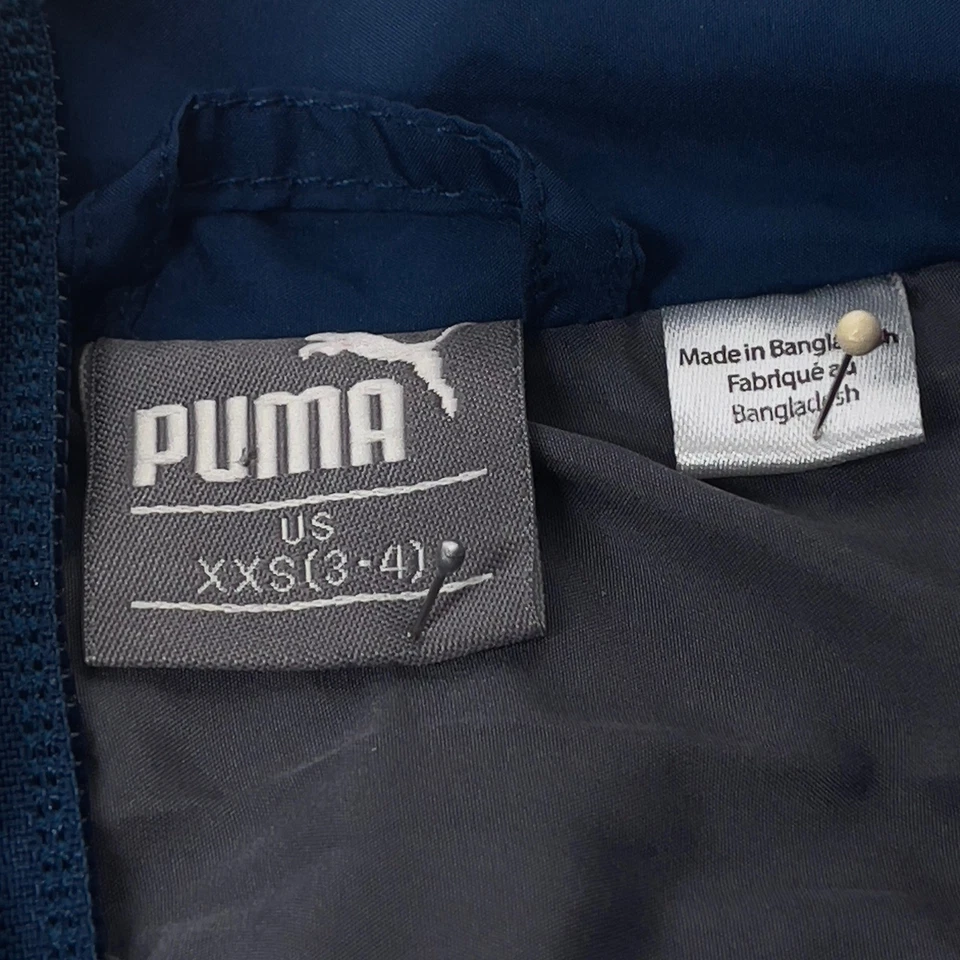 PUMA
US
XXS(3-4)
Made in Bangladesh
Fabriqué au
Bangladesh